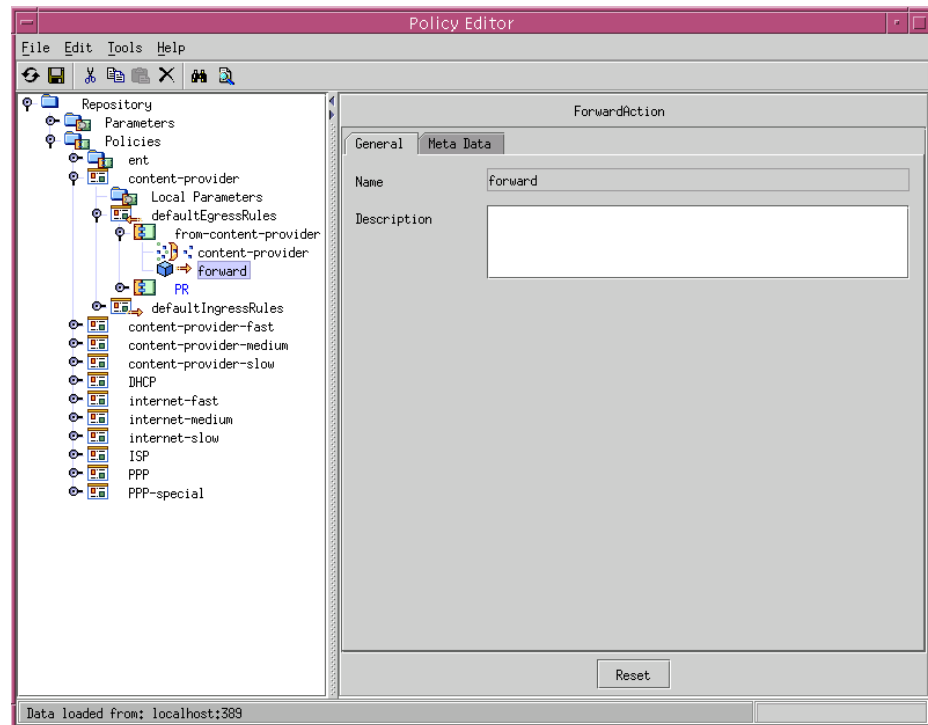 Policy Editor
File Edit Tools Help
Repository
Parameters
Policies
ent
content-provider
Local Parameters
defaultEgressRules
from-content-provider
content-provider
forward
PR
defaultIngressRules
content-provider-fast
content-provider-medium
content-provider-slow
DHCP
internet-fast
internet-medium
internet-slow
ISP
PPP
PPP-special
ForwardAction
General Meta Data
Name forward
Description
Reset
Data loaded from: localhost:389